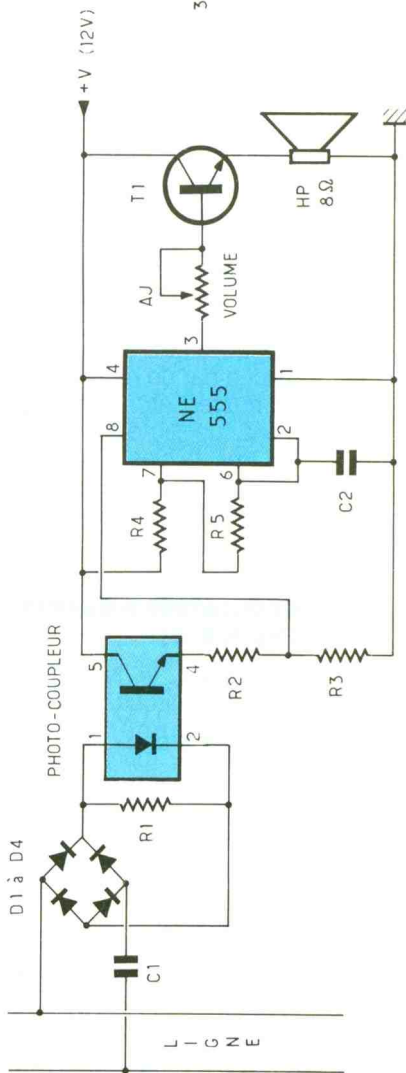 D1 à D4
PHOTO-COUPLEUR
+V (12V)
3
1
5
8
4
R4
7
NE
555
3
AJ
VOLUME
T1
R1
2
4
R5
6
2
1
R2
C1
R3
C2
HP
8Ω
LIGNE